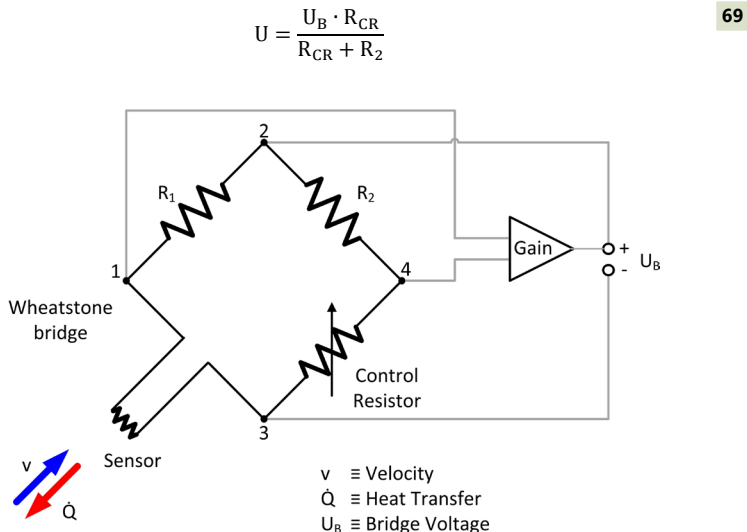 69
U = U_B · R_CR / (R_CR + R_2)
2
R₁
R₂
1
4
Gain
+
-
U_B
Wheatstone
bridge
Control
Resistor
3
Sensor
v
Q̇
v ≡ Velocity
Q̇ ≡ Heat Transfer
U_B ≡ Bridge Voltage